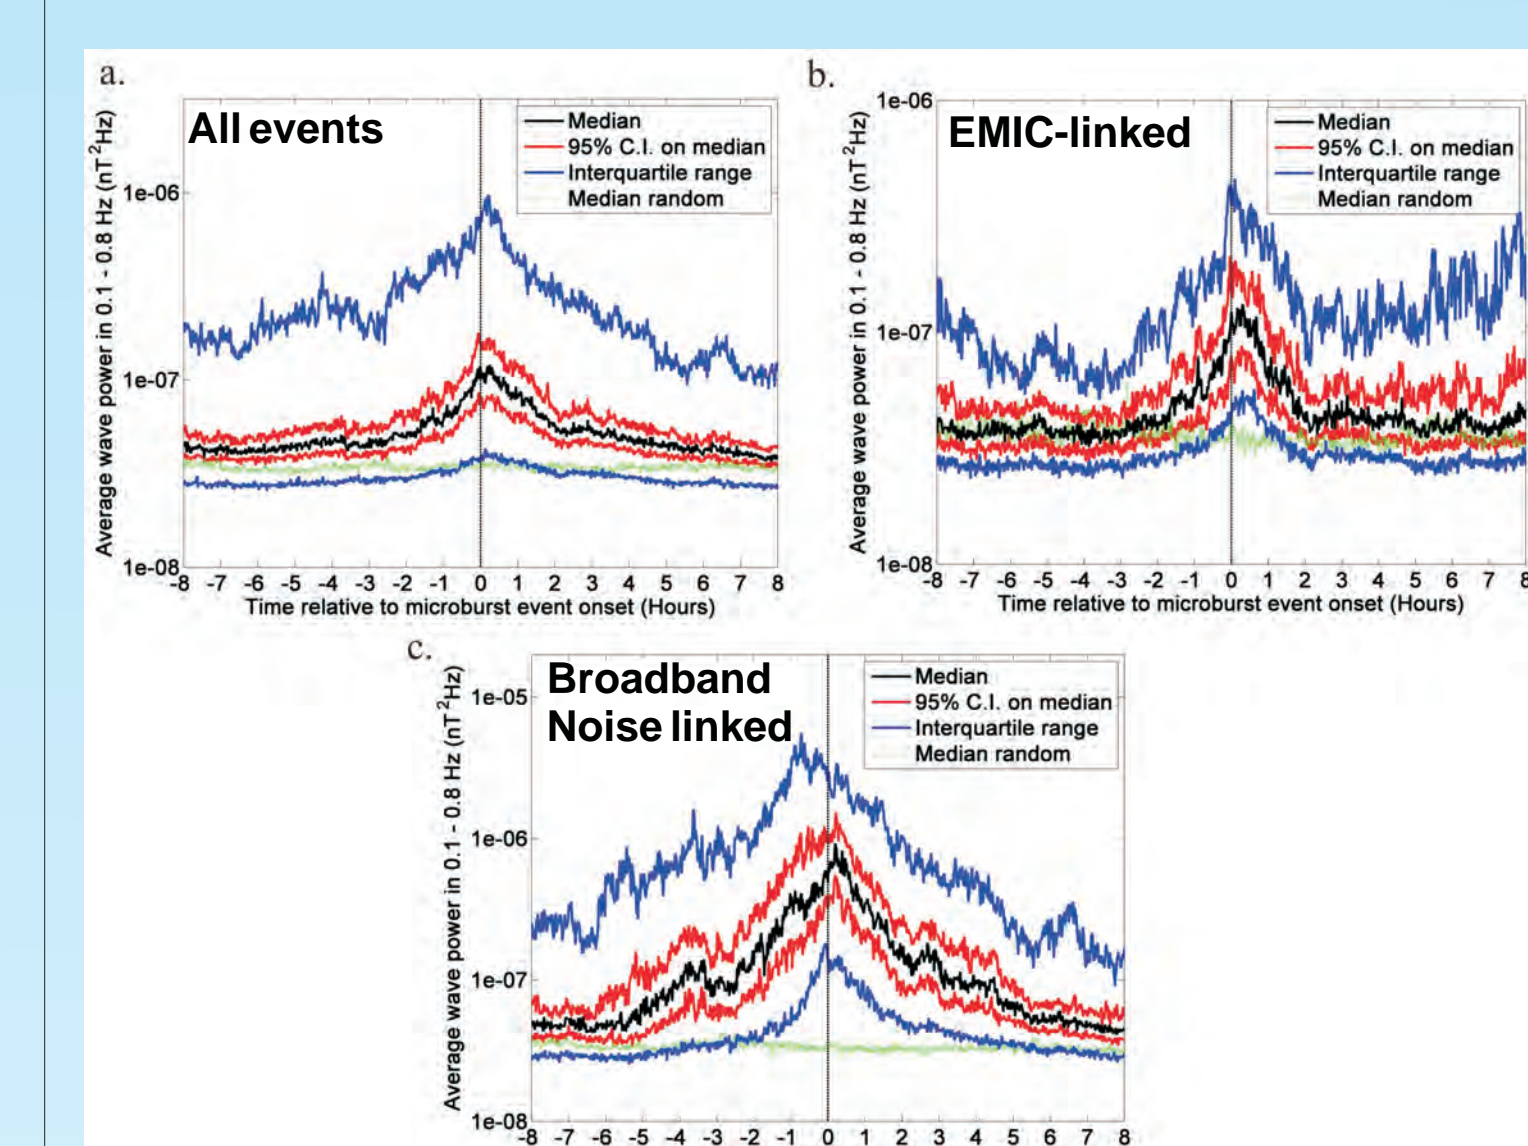 a.
All events
Median
95% C.I. on median
Interquartile range
Median random
Average wave power in 0.1 - 0.8 Hz (nT²Hz)
1e-06
1e-07
1e-08
-8 -7 -6 -5 -4 -3 -2 -1 0 1 2 3 4 5 6 7 8
Time relative to microburst event onset (Hours)
b.
EMIC-linked
Median
95% C.I. on median
Interquartile range
Median random
Average wave power in 0.1 - 0.8 Hz (nT²Hz)
1e-06
1e-07
1e-08
-8 -7 -6 -5 -4 -3 -2 -1 0 1 2 3 4 5 6 7 8
Time relative to microburst event onset (Hours)
c.
Broadband
Noise linked
Median
95% C.I. on median
Interquartile range
Median random
Average wave power in 0.1 - 0.8 Hz (nT²Hz)
1e-05
1e-06
1e-07
1e-08
-8 -7 -6 -5 -4 -3 -2 -1 0 1 2 3 4 5 6 7 8